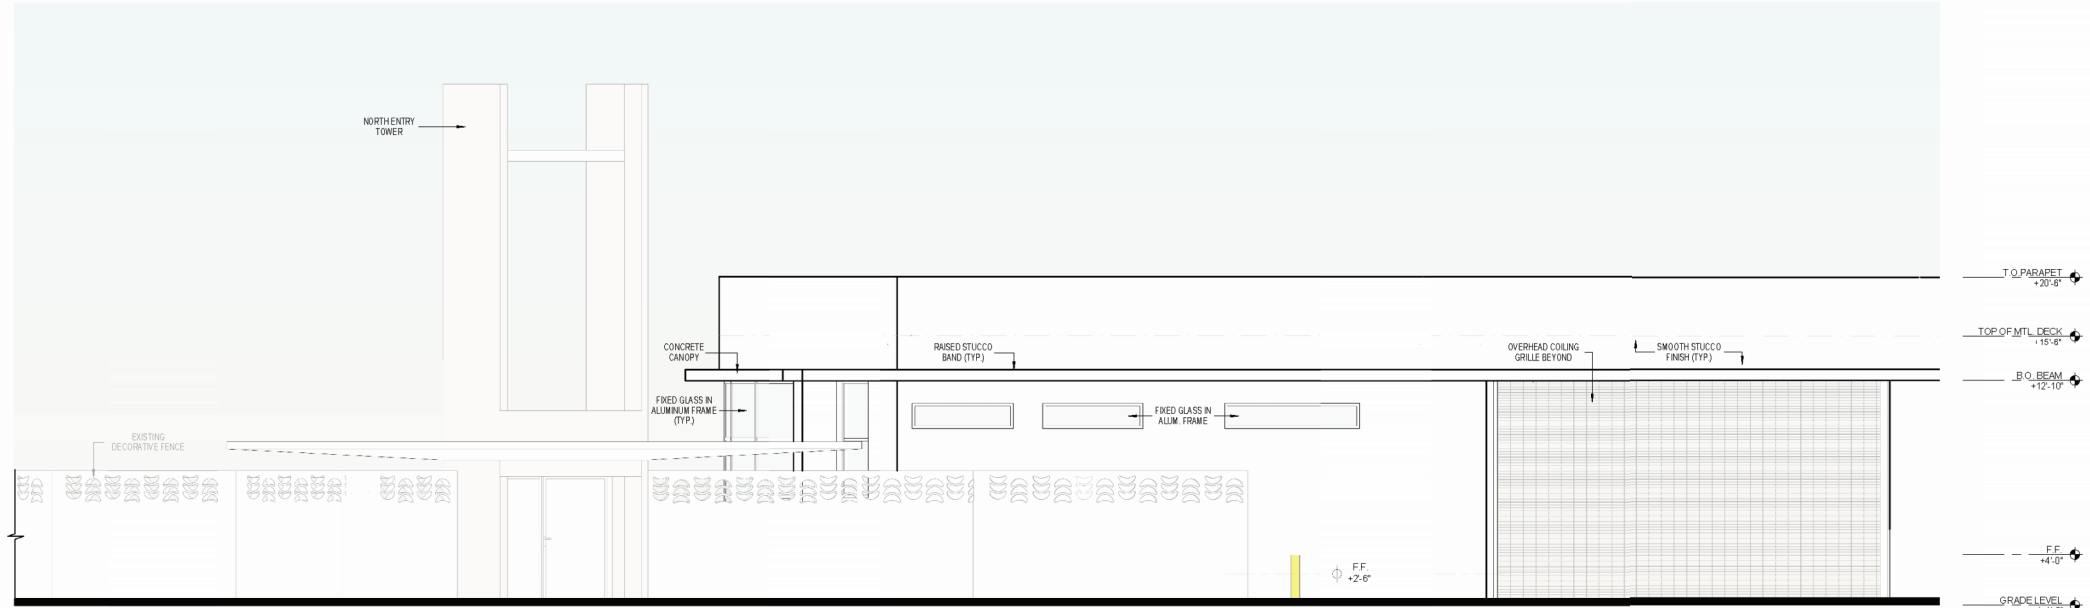 NORTH ENTRY
TOWER
T.O. PARAPET
+20'-6"
TOP OF MTL. DECK
+15'-6"
B.O. BEAM
+12'-10"
CONCRETE
CANOPY
RAISED STUCCO
BAND (TYP.)
OVERHEAD COILING
GRILLE BEYOND
SMOOTH STUCCO
FINISH (TYP.)
FIXED GLASS IN
ALUMINUM FRAME
(TYP.)
FIXED GLASS IN
ALUM. FRAME
EXISTING
DECORATIVE FENCE
F.F.
+2'-6"
F.F.
+4'-0"
GRADE LEVEL